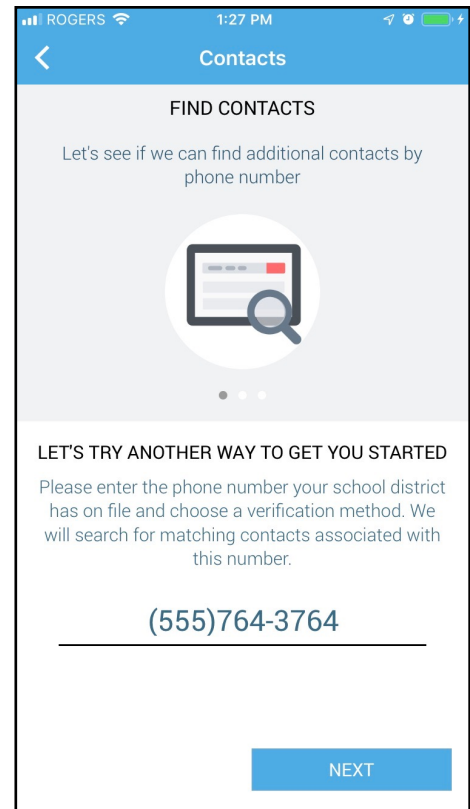 ROGERS 1:27 PM
Contacts
FIND CONTACTS
Let's see if we can find additional contacts by
phone number
LET'S TRY ANOTHER WAY TO GET YOU STARTED
Please enter the phone number your school district
has on file and choose a verification method. We
will search for matching contacts associated with
this number.
(555)764-3764
NEXT